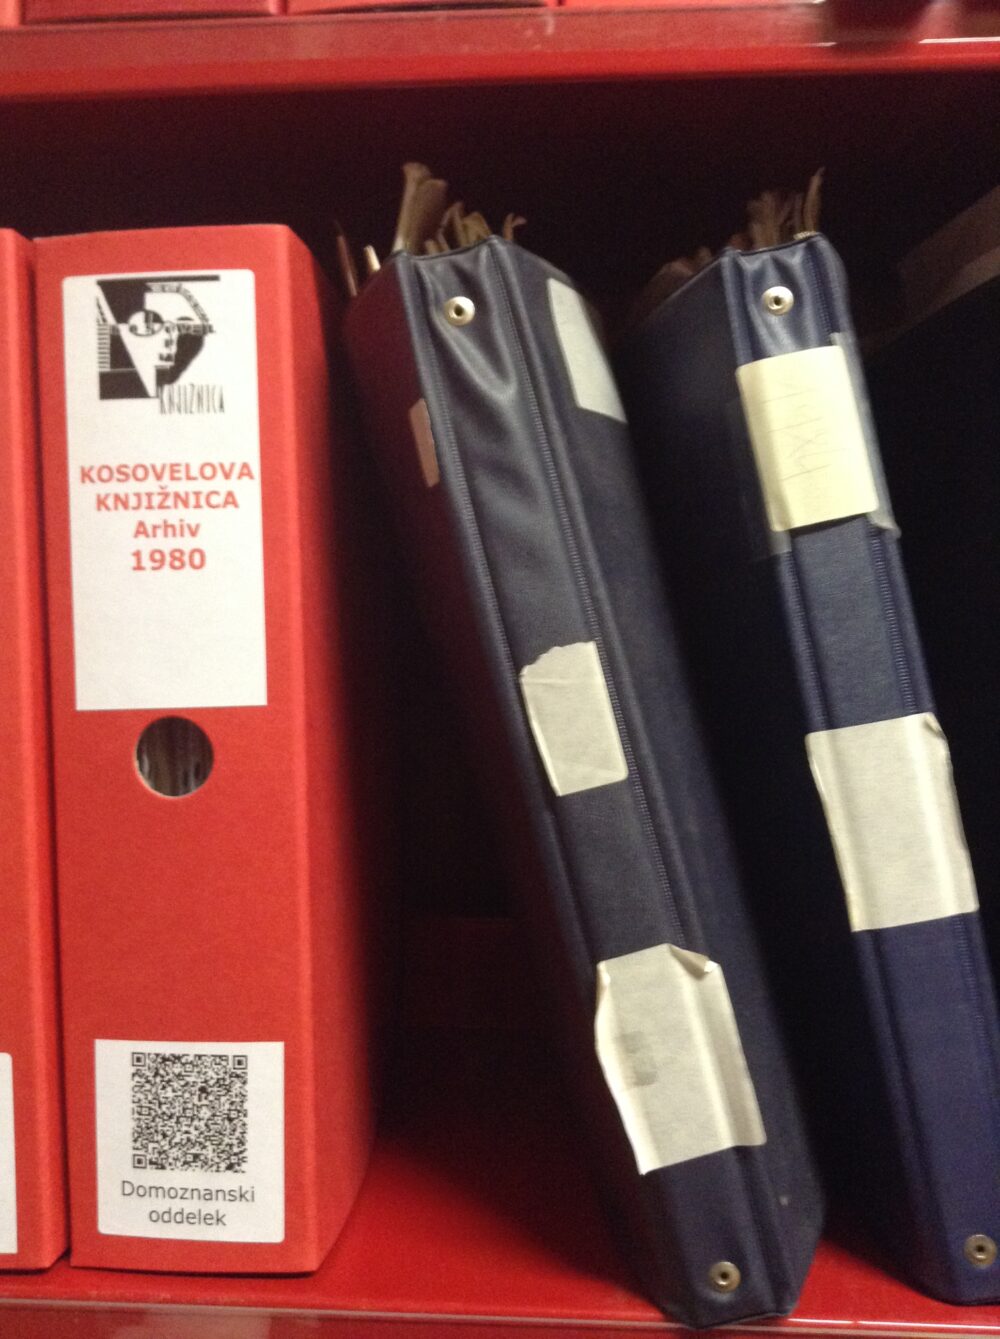 KNJIŽNICA
KOSOVELOVA
KNJIŽNICA
Arhiv
1980
Domoznanski
oddelek